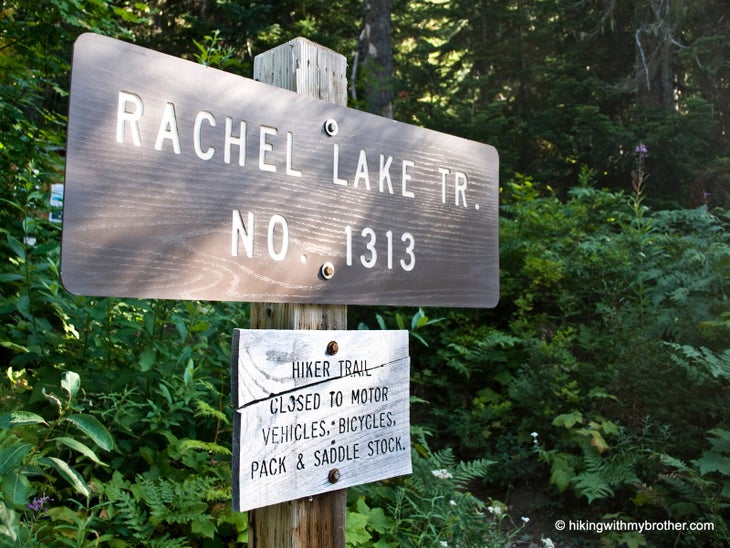 RACHEL LAKE TR.
NO. 1313
HIKER TRAIL
CLOSED TO MOTOR
VEHICLES, BICYCLES,
PACK & SADDLE STOCK.
© hikingwithmybrother.com